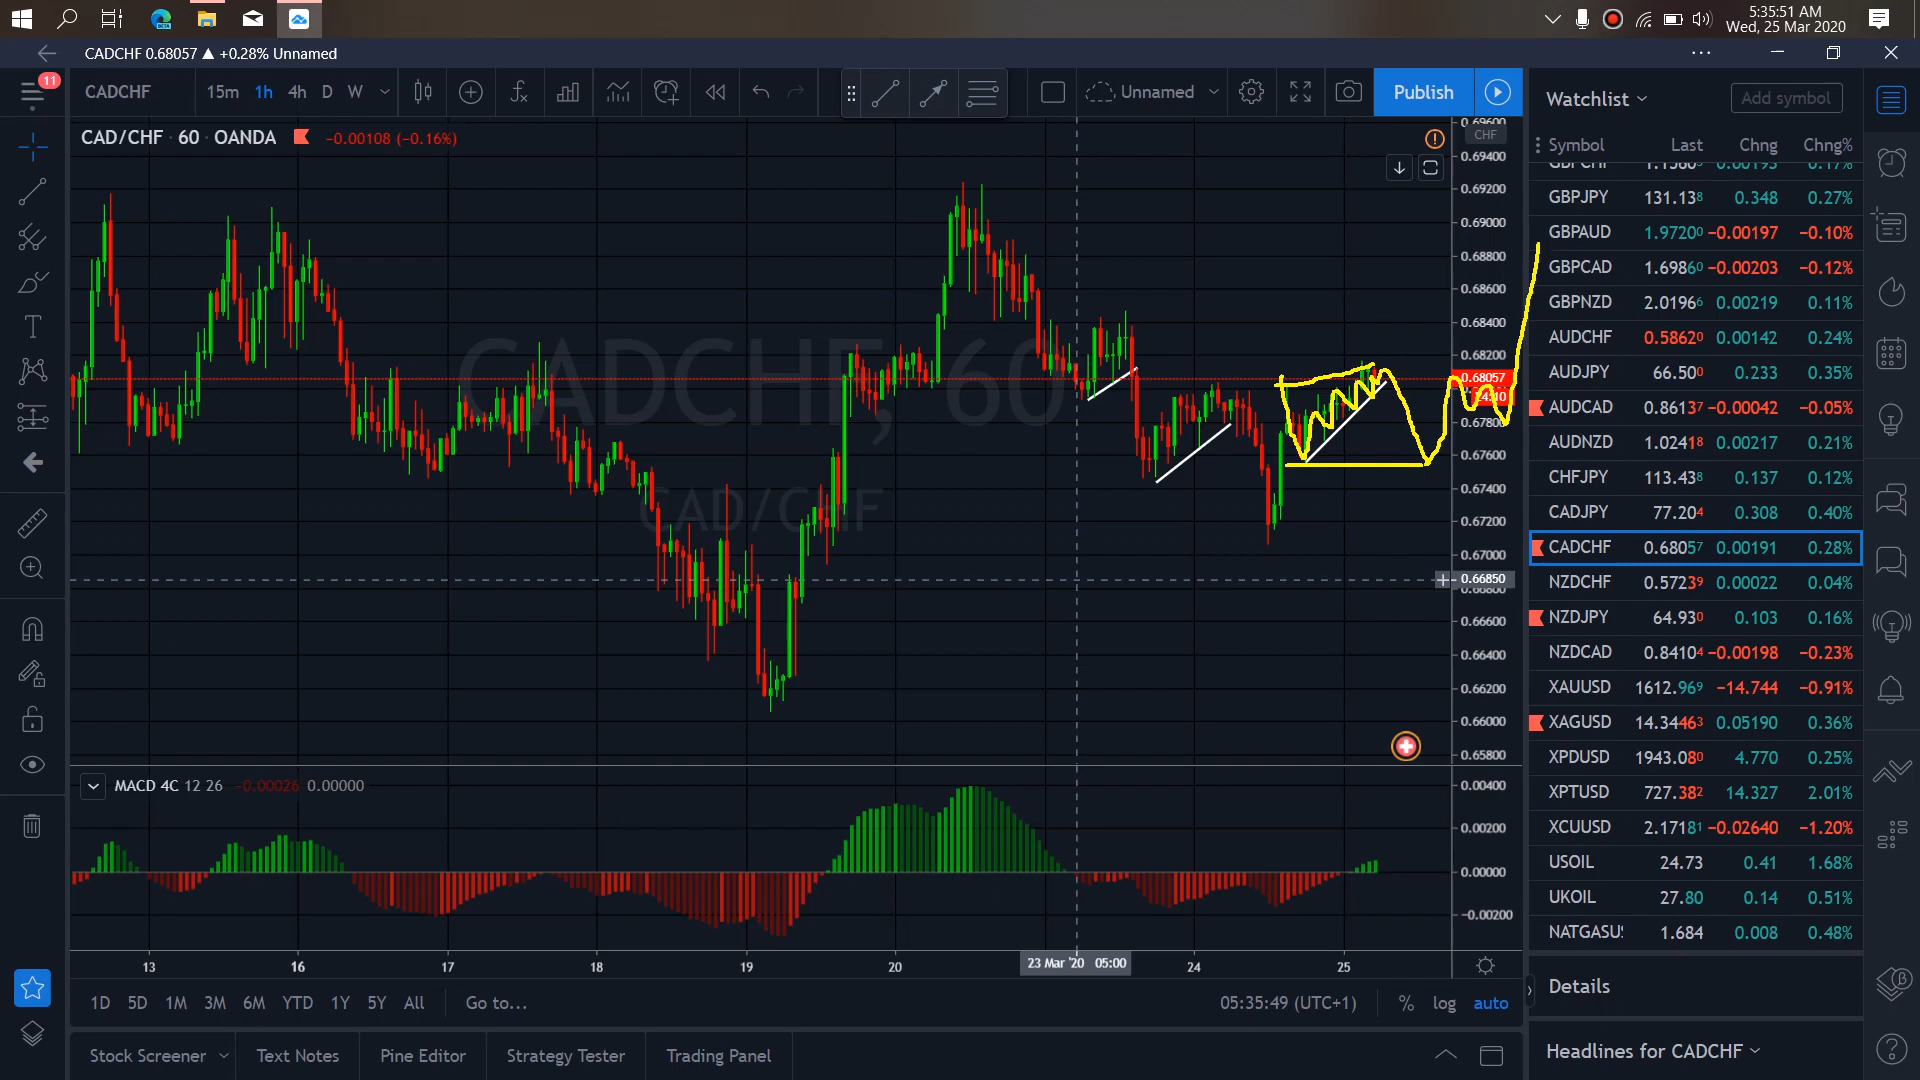 5:35:51 AM
Wed, 25 Mar 2020
BETA
CADCHF 0.68057 ▲ +0.28% Unnamed
11
CADCHF 15m 1h 4h D W Unnamed Publish
Watchlist
Add symbol
CAD/CHF · 60 · OANDA −0.00108 (−0.16%)
CHF
Symbol Last Chng Chng%
GBPJPY 131.138 0.348 0.27%
GBPAUD 1.97200 −0.00197 −0.10%
GBPCAD 1.69860 −0.00203 −0.12%
GBPNZD 2.01966 0.00219 0.11%
AUDCHF 0.58620 0.00142 0.24%
AUDJPY 66.500 0.233 0.35%
AUDCAD 0.86137 −0.00042 −0.05%
AUDNZD 1.02418 0.00217 0.21%
CHFJPY 113.438 0.137 0.12%
CADJPY 77.204 0.308 0.40%
CADCHF 0.68057 0.00191 0.28%
NZDCHF 0.57239 0.00022 0.04%
NZDJPY 64.930 0.103 0.16%
NZDCAD 0.84104 −0.00198 −0.23%
XAUUSD 1612.969 −14.744 −0.91%
XAGUSD 14.34463 0.05190 0.36%
XPDUSD 1943.080 4.770 0.25%
XPTUSD 727.382 14.327 2.01%
XCUUSD 2.17181 −0.02640 −1.20%
USOIL 24.73 0.41 1.68%
UKOIL 27.80 0.14 0.51%
1.684 0.008 0.48%
0.69600
0.69400
0.69200
0.69000
0.68800
0.68600
0.68400
0.68200
0.68057
0.67800
0.67600
0.67400
0.67200
0.67000
0.66850
0.66800
0.66600
0.66400
0.66200
0.66000
0.65800
CADCHF, 60
CAD/CHF
MACD 4C 12 26 −0.00026 0.00000
0.00400
0.00200
0.00000
−0.00200
13 16 17 18 19 20 23 Mar '20 05:00 24 25
1D 5D 1M 3M 6M YTD 1Y 5Y All Go to...
05:35:49 (UTC+1) % log auto
Details
Stock Screener Text Notes Pine Editor Strategy Tester Trading Panel
Headlines for CADCHF